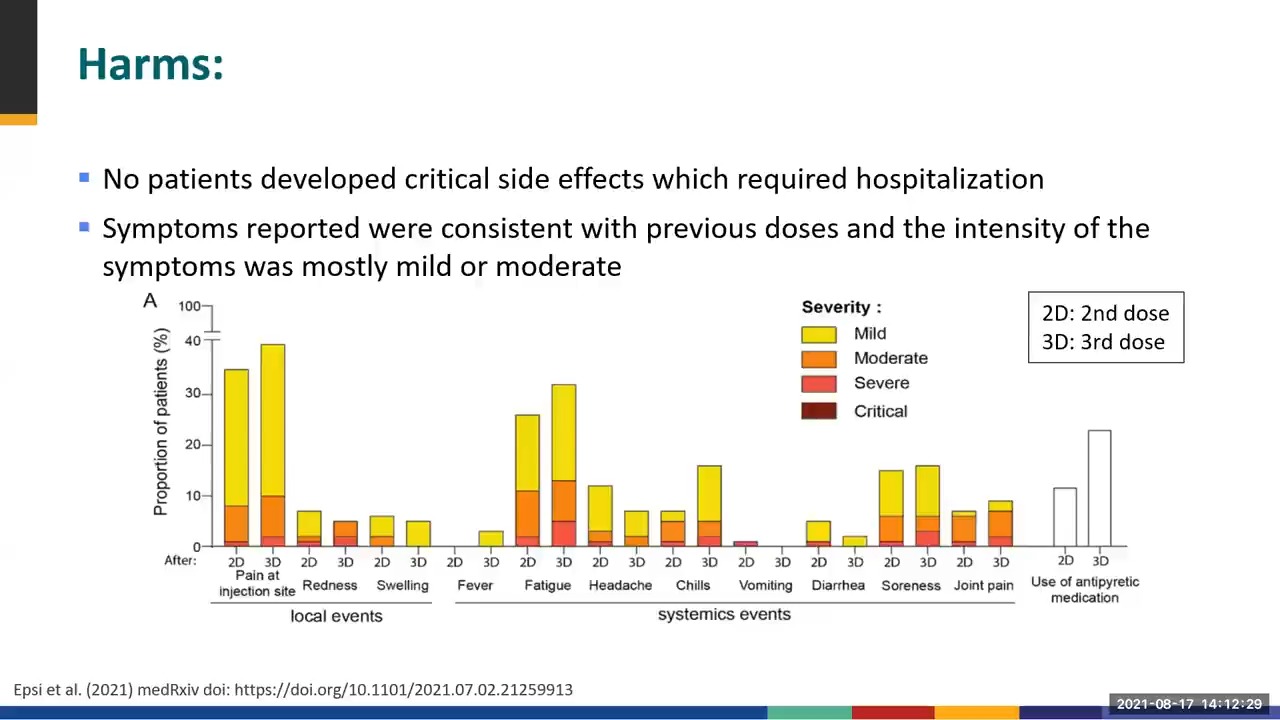 Harms:
No patients developed critical side effects which required hospitalization
Symptoms reported were consistent with previous doses and the intensity of the
symptoms was mostly mild or moderate
A
Proportion of patients (%)
100
40
30
20
10
0
Severity :
Mild
Moderate
Severe
Critical
2D: 2nd dose
3D: 3rd dose
After: 2D 3D 2D 3D 2D 3D 2D 3D 2D 3D 2D 3D 2D 3D 2D 3D 2D 3D 2D 3D 2D 3D 2D 3D
Pain at
injection site
Redness
Swelling
Fever
Fatigue
Headache
Chills
Vomiting
Diarrhea
Soreness
Joint pain
Use of antipyretic
medication
local events
systemics events
Epsi et al. (2021) medRxiv doi: https://doi.org/10.1101/2021.07.02.21259913
2021-08-17 14:12:29